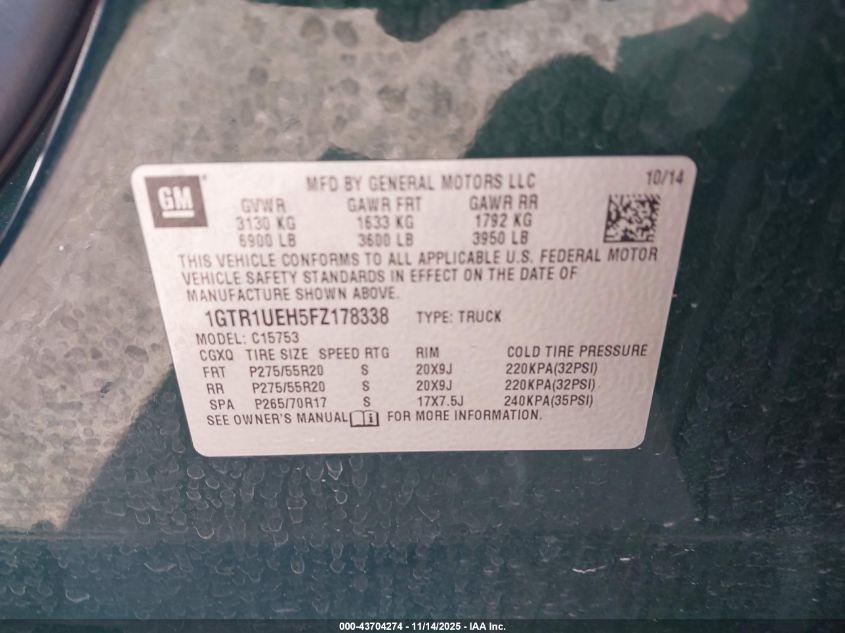 GM
MFD BY GENERAL MOTORS LLC 10/14
GVWR GAWR FRT GAWR RR
3130 KG 1633 KG 1792 KG
6900 LB 3600 LB 3950 LB
THIS VEHICLE CONFORMS TO ALL APPLICABLE U.S. FEDERAL MOTOR
VEHICLE SAFETY STANDARDS IN EFFECT ON THE DATE OF
MANUFACTURE SHOWN ABOVE.
1GTR1UEH5FZ178338 TYPE: TRUCK
MODEL: C15753
CGXQ TIRE SIZE SPEED RTG RIM COLD TIRE PRESSURE
FRT P275/55R20 S 20X9J 220KPA(32PSI)
RR P275/55R20 S 20X9J 220KPA(32PSI)
SPA P265/70R17 S 17X7.5J 240KPA(35PSI)
SEE OWNER'S MANUAL FOR MORE INFORMATION.
000-43704274 - 11/14/2025 - IAA Inc.